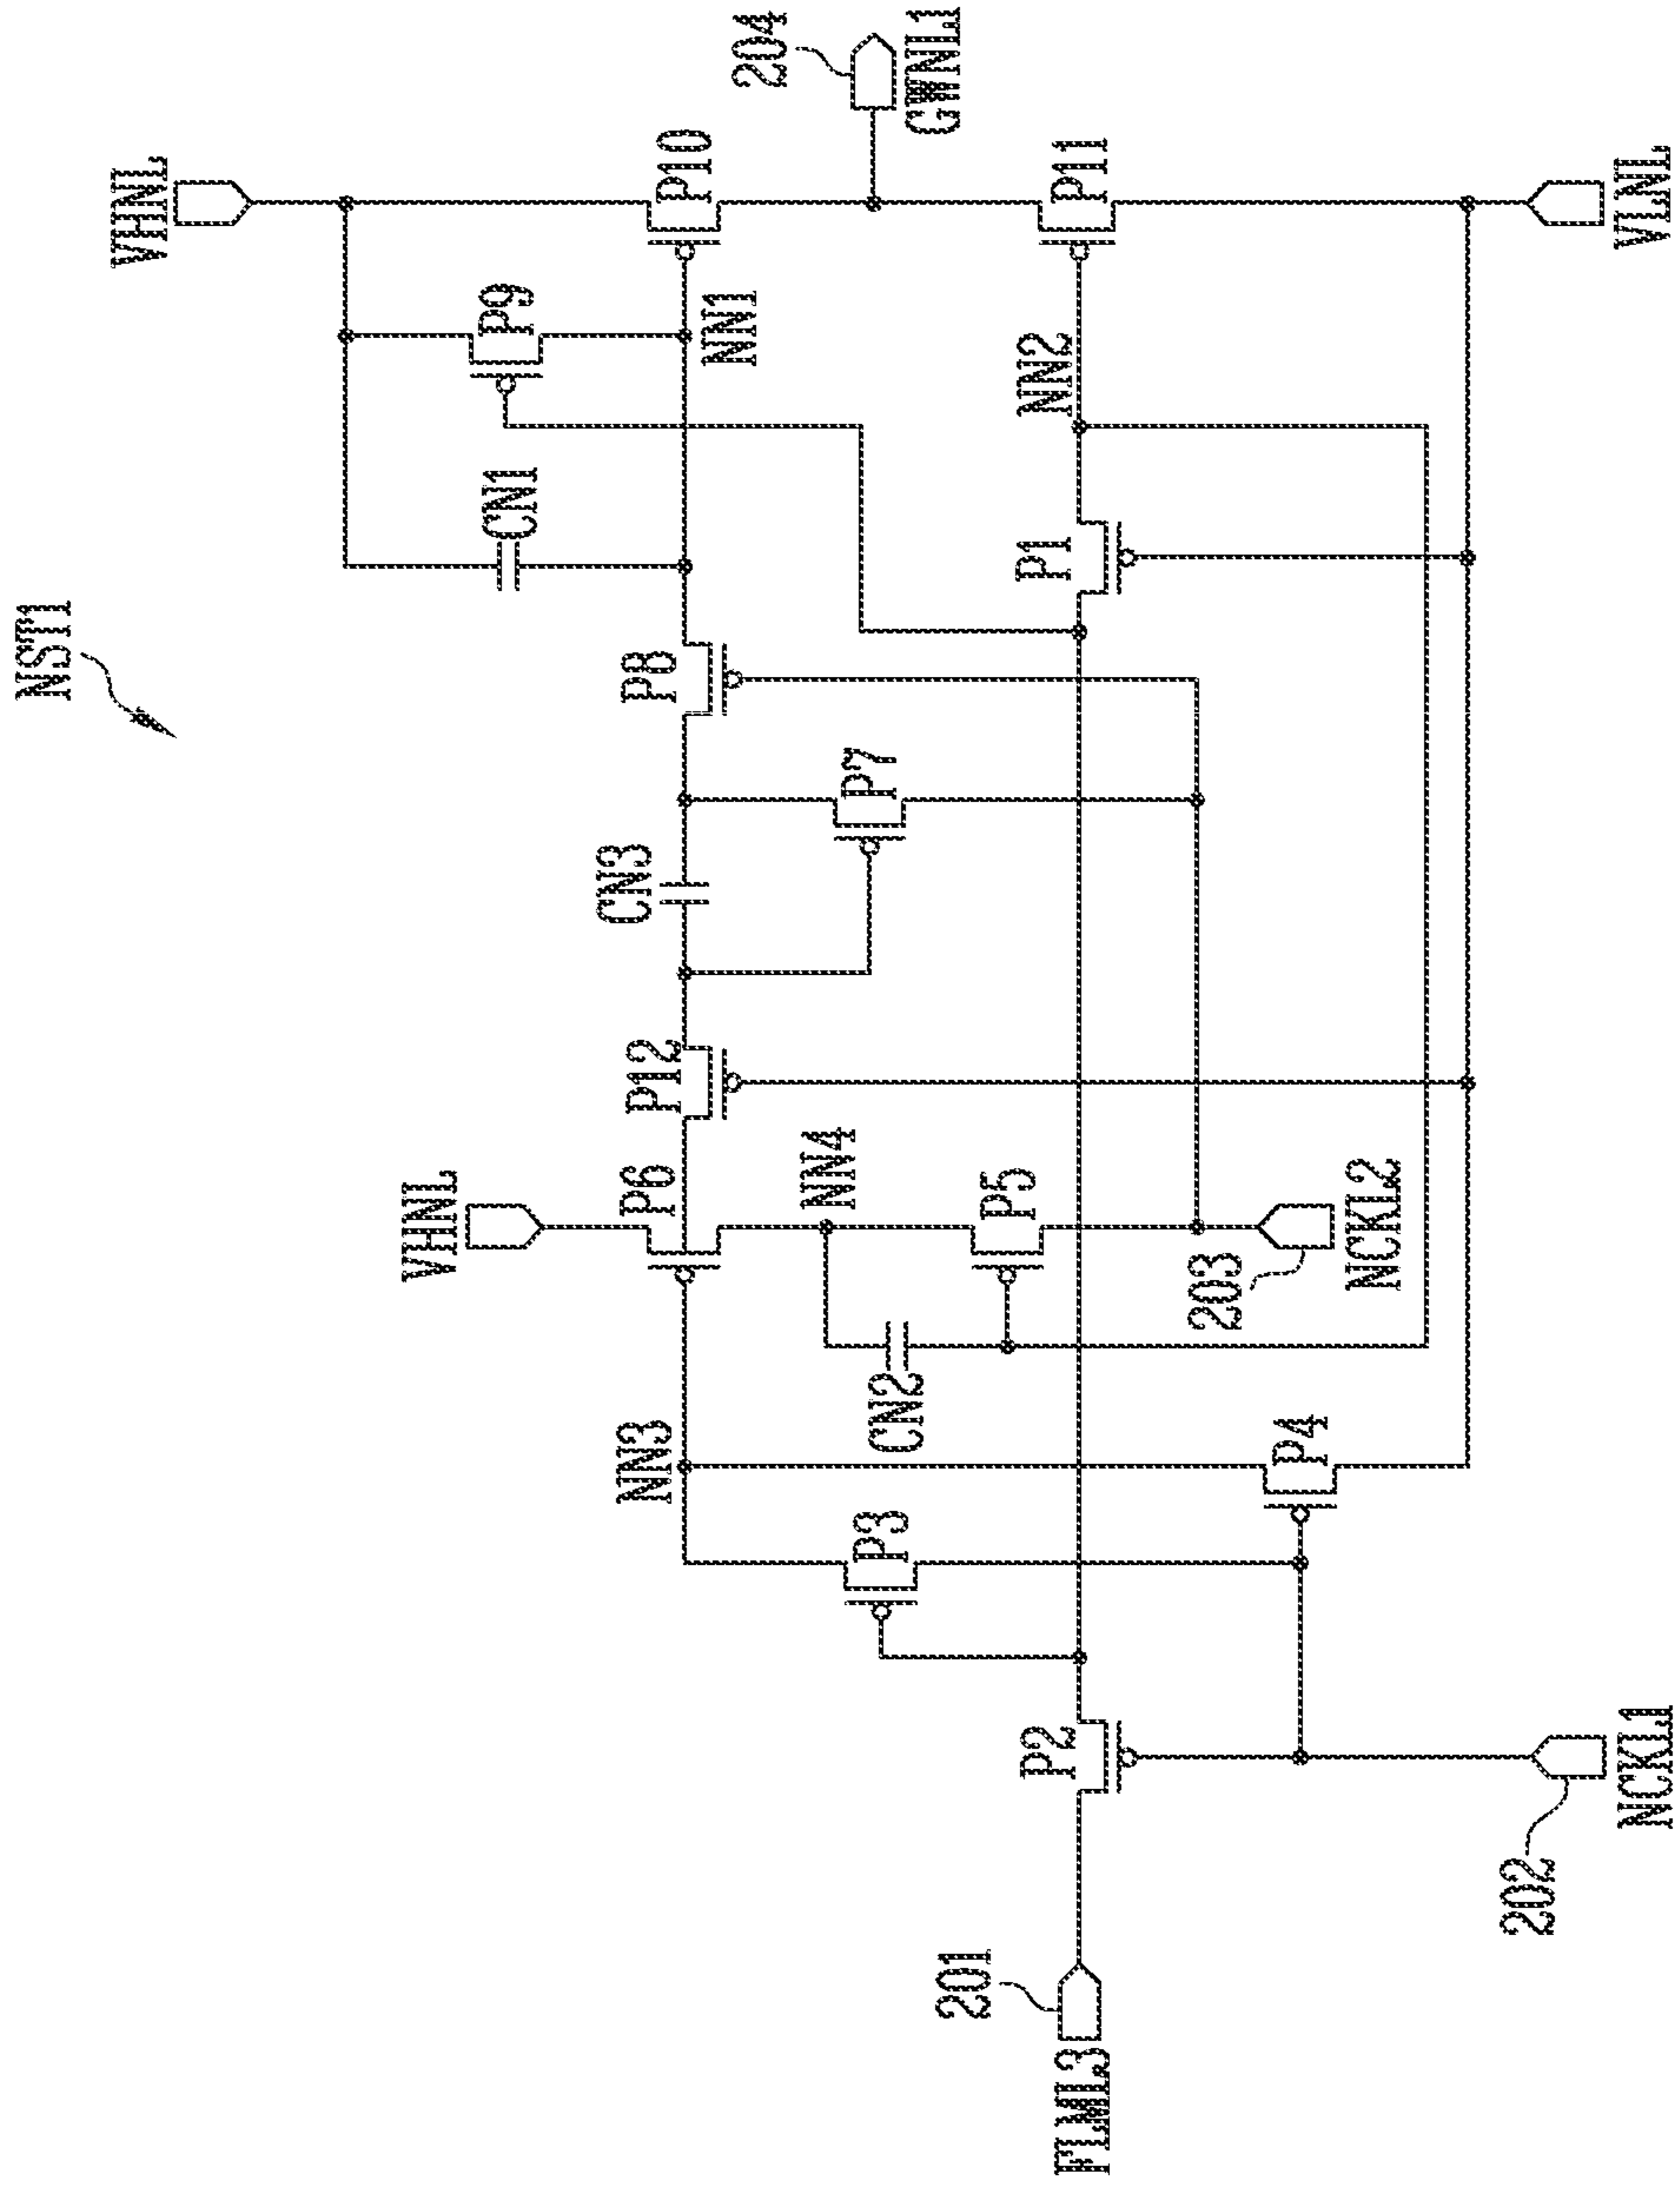 NST1
VHNL
204
GWNL1
CN1
P9
P10
NN1
P8
CN3
P7
P12
VHNL
P6
NN4
P5
NN3
CN2
P3
P4
P1
NN2
P11
P2
203
NCKL2
201
FLML3
202
NCKL1
VLNL